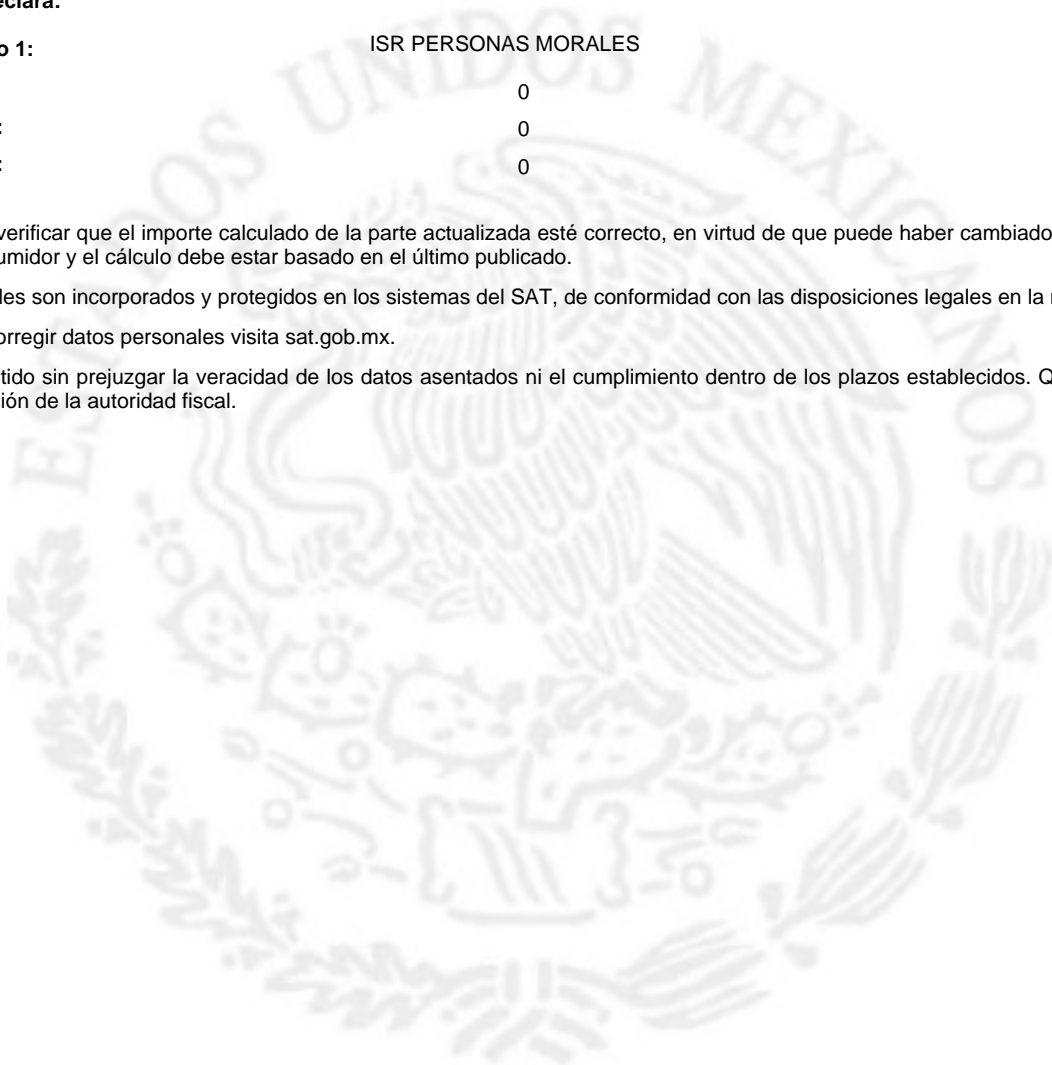 eclara:
o 1:
ISR PERSONAS MORALES
0
:
0
:
0
verificar que el importe calculado de la parte actualizada esté correcto, en virtud de que puede haber cambiado
umidor y el cálculo debe estar basado en el último publicado.
les son incorporados y protegidos en los sistemas del SAT, de conformidad con las disposiciones legales en la
orregir datos personales visita sat.gob.mx.
tido sin prejuzgar la veracidad de los datos asentados ni el cumplimiento dentro de los plazos establecidos. Q
ión de la autoridad fiscal.
ESTADOS UNIDOS MEXICANOS